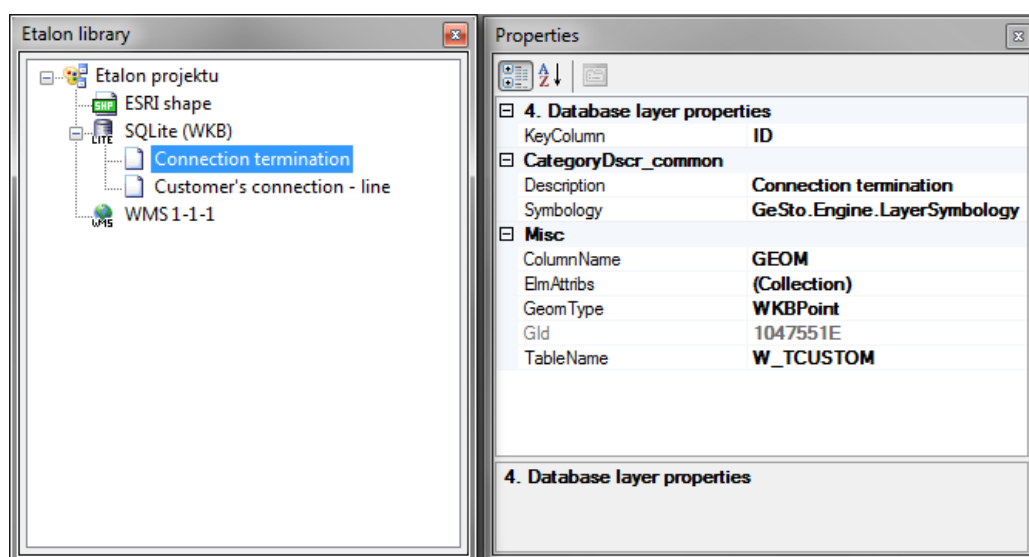 Etalon library
Etalon projektu
SHP ESRI shape
LITE SQLite (WKB)
Connection termination
Customer's connection - line
WMS WMS 1-1-1
Properties
A Z
4. Database layer properties
KeyColumn ID
CategoryDscr_common
Description Connection termination
Symbology GeSto.Engine.LayerSymbology
Misc
ColumnName GEOM
ElmAttribs (Collection)
GeomType WKBPoint
GId 1047551E
TableName W_TCUSTOM
4. Database layer properties